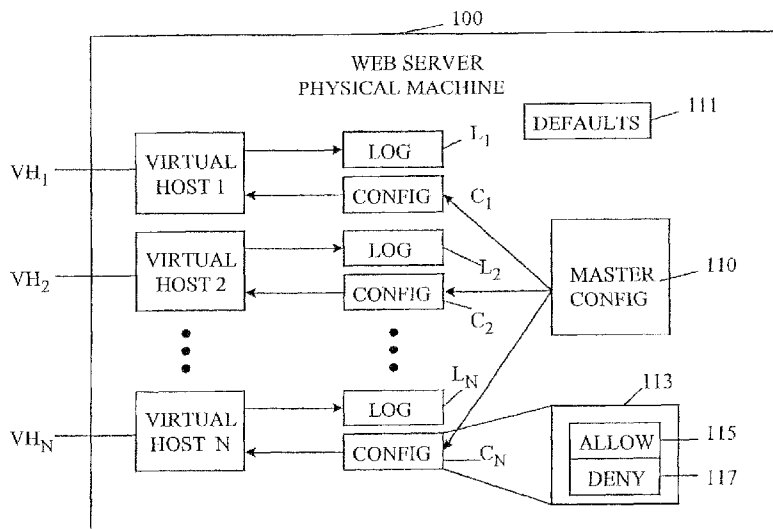 100
WEB SERVER
PHYSICAL MACHINE
DEFAULTS
111
VH1
VIRTUAL
HOST 1
LOG
L1
CONFIG
C1
VH2
VIRTUAL
HOST 2
LOG
L2
CONFIG
C2
MASTER
CONFIG
110
VHN
VIRTUAL
HOST N
LOG
LN
CONFIG
CN
113
ALLOW
115
DENY
117